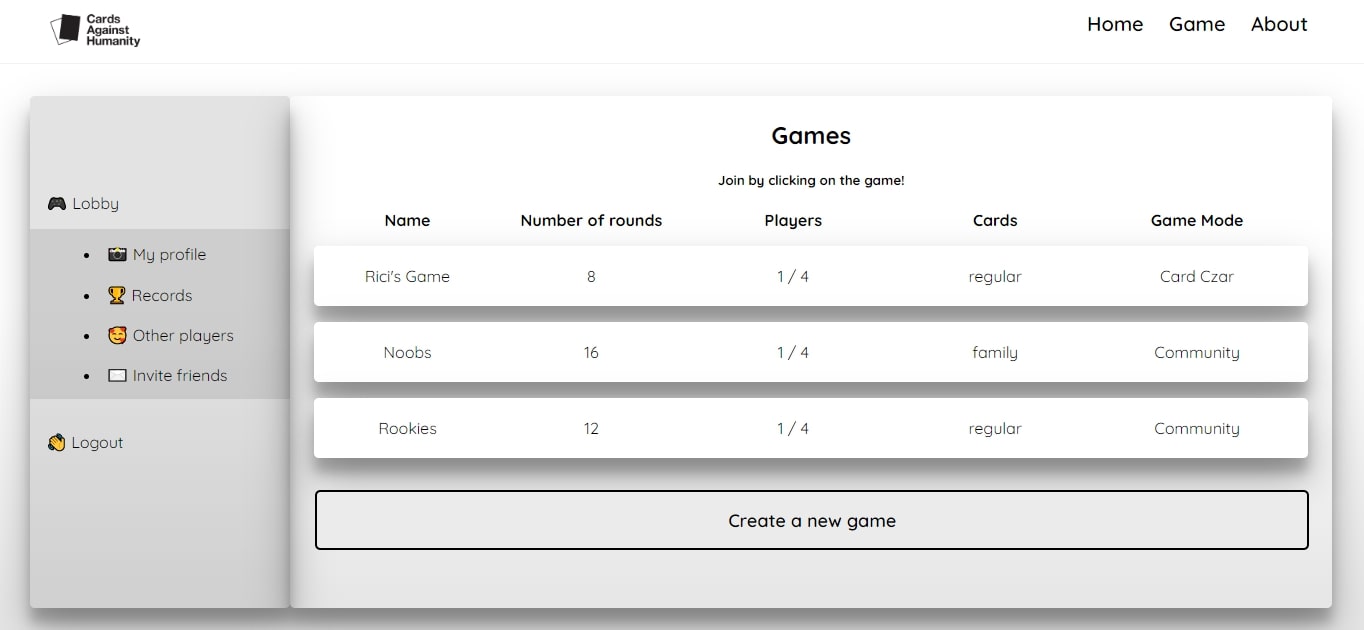 Cards
Against
Humanity
Home Game About
🎮 Lobby
• 📸 My profile
• 🏆 Records
• 🥰 Other players
• ✉️ Invite friends
👋 Logout
Games
Join by clicking on the game!
Name Number of rounds Players Cards Game Mode
Rici's Game 8 1 / 4 regular Card Czar
Noobs 16 1 / 4 family Community
Rookies 12 1 / 4 regular Community
Create a new game